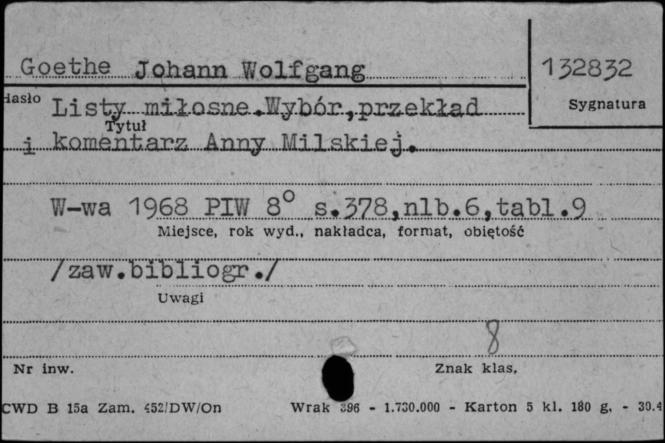 Goethe Johann Wolfgang
132832
Hasło
Sygnatura
Listy miłosne.Wybór,przekład
Tytuł
i komentarz Anny Milskiej.
W-wa 1968 PIW 8° s.378,nlb.6,tabl.9
Miejsce, rok wyd., nakładca, format, objętość
/zaw.bibliogr./
Uwagi
8
Nr inw.
Znak klas.
CWD B 15a Zam. 452/DW/On Wrak 396 - 1.730.000 - Karton 5 kl. 180 g. - 30.4